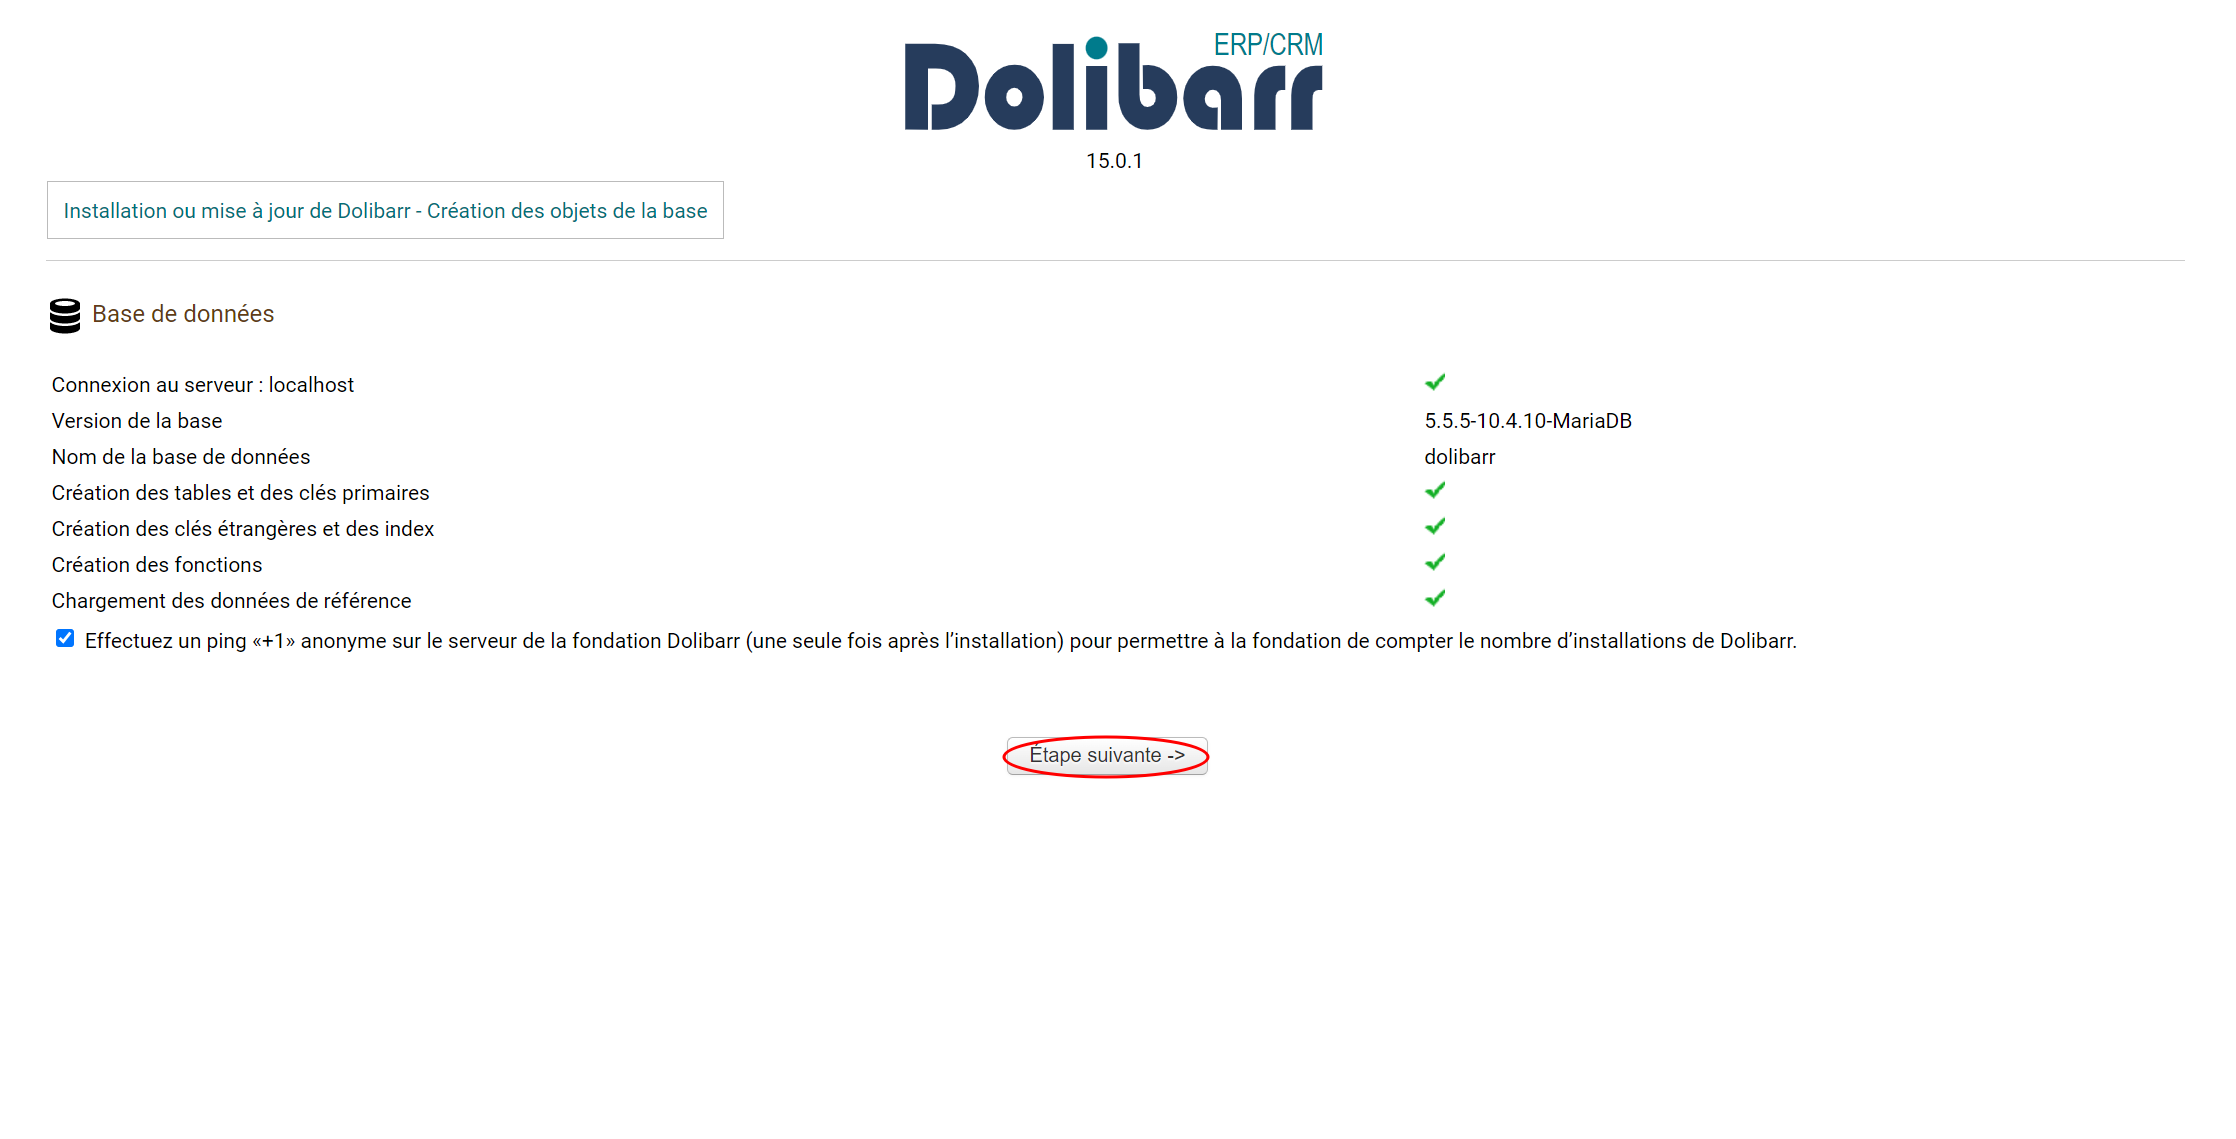 ERP/CRM
Dolibarr
15.0.1
Installation ou mise à jour de Dolibarr - Création des objets de la base
Base de données
Connexion au serveur : localhost
Version de la base 5.5.5-10.4.10-MariaDB
Nom de la base de données dolibarr
Création des tables et des clés primaires
Création des clés étrangères et des index
Création des fonctions
Chargement des données de référence
Effectuez un ping «+1» anonyme sur le serveur de la fondation Dolibarr (une seule fois après l’installation) pour permettre à la fondation de compter le nombre d’installations de Dolibarr.
Étape suivante ->